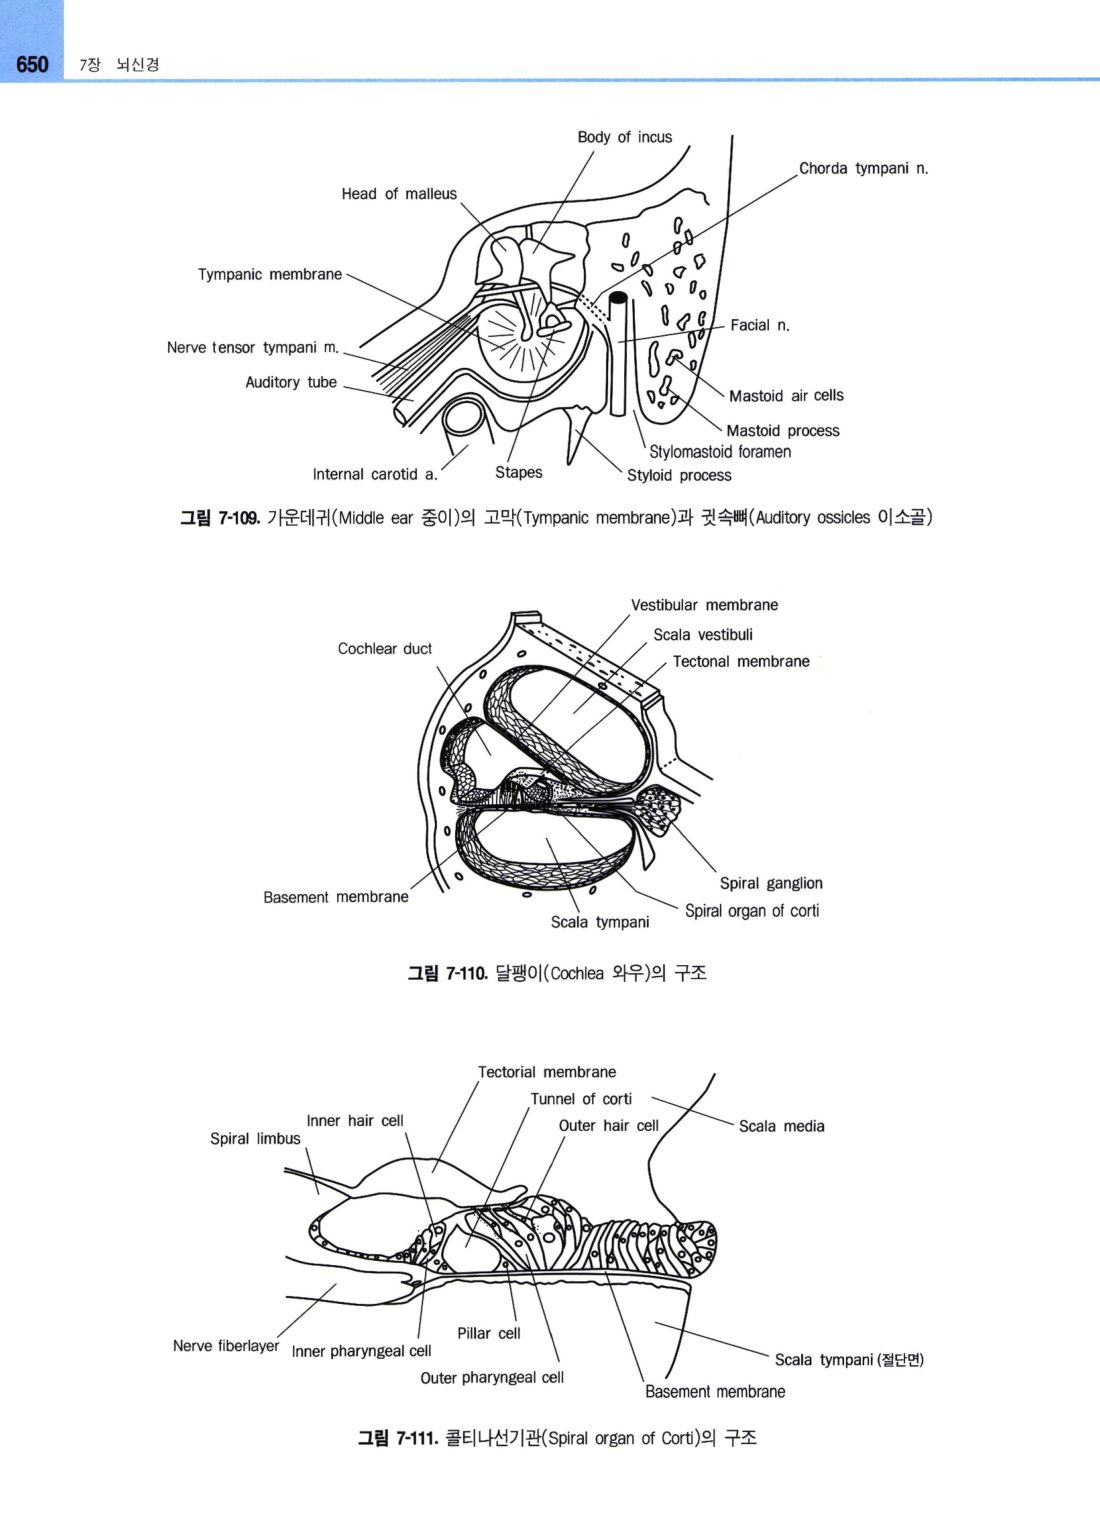 650 7장 뇌신경
Body of incus
Chorda tympani n.
Head of malleus
Tympanic membrane
Facial n.
Nerve tensor tympani m.
Auditory tube
Mastoid air cells
Mastoid process
Stylomastoid foramen
Internal carotid a.
Stapes
Styloid process
그림 7-109. 가운데귀(Middle ear 중이)의 고막(Tympanic membrane)과 귓속뼈(Auditory ossicles 이소골)
Vestibular membrane
Scala vestibuli
Cochlear duct
Tectonal membrane
Spiral ganglion
Basement membrane
Spiral organ of corti
Scala tympani
그림 7-110. 달팽이(Cochlea 와우)의 구조
Tectorial membrane
Tunnel of corti
Inner hair cell
Outer hair cell
Scala media
Spiral limbus
Pillar cell
Nerve fiberlayer
Inner pharyngeal cell
Scala tympani (절단면)
Outer pharyngeal cell
Basement membrane
그림 7-111. 콜티나선기관(Spiral organ of Corti)의 구조